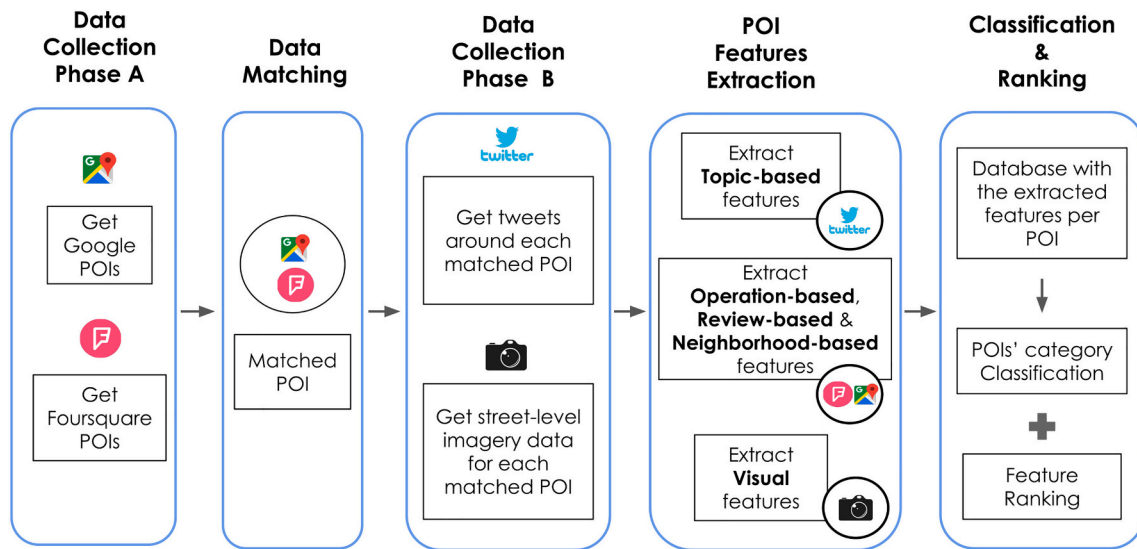 Data
Collection
Phase A
Get
Google
POIs
Get
Foursquare
POIs
Data
Matching
G
Matched
POI
Data
Collection
Phase B
twitter
Get tweets
around each
matched POI
Get street-level
imagery data
for each
matched POI
POI
Features
Extraction
Extract
Topic-based
features
twitter
Extract
Operation-based,
Review-based &
Neighborhood-based
features
Extract
Visual
features
Classification
&
Ranking
Database with
the extracted
features per
POI
POIs' category
Classification
Feature
Ranking